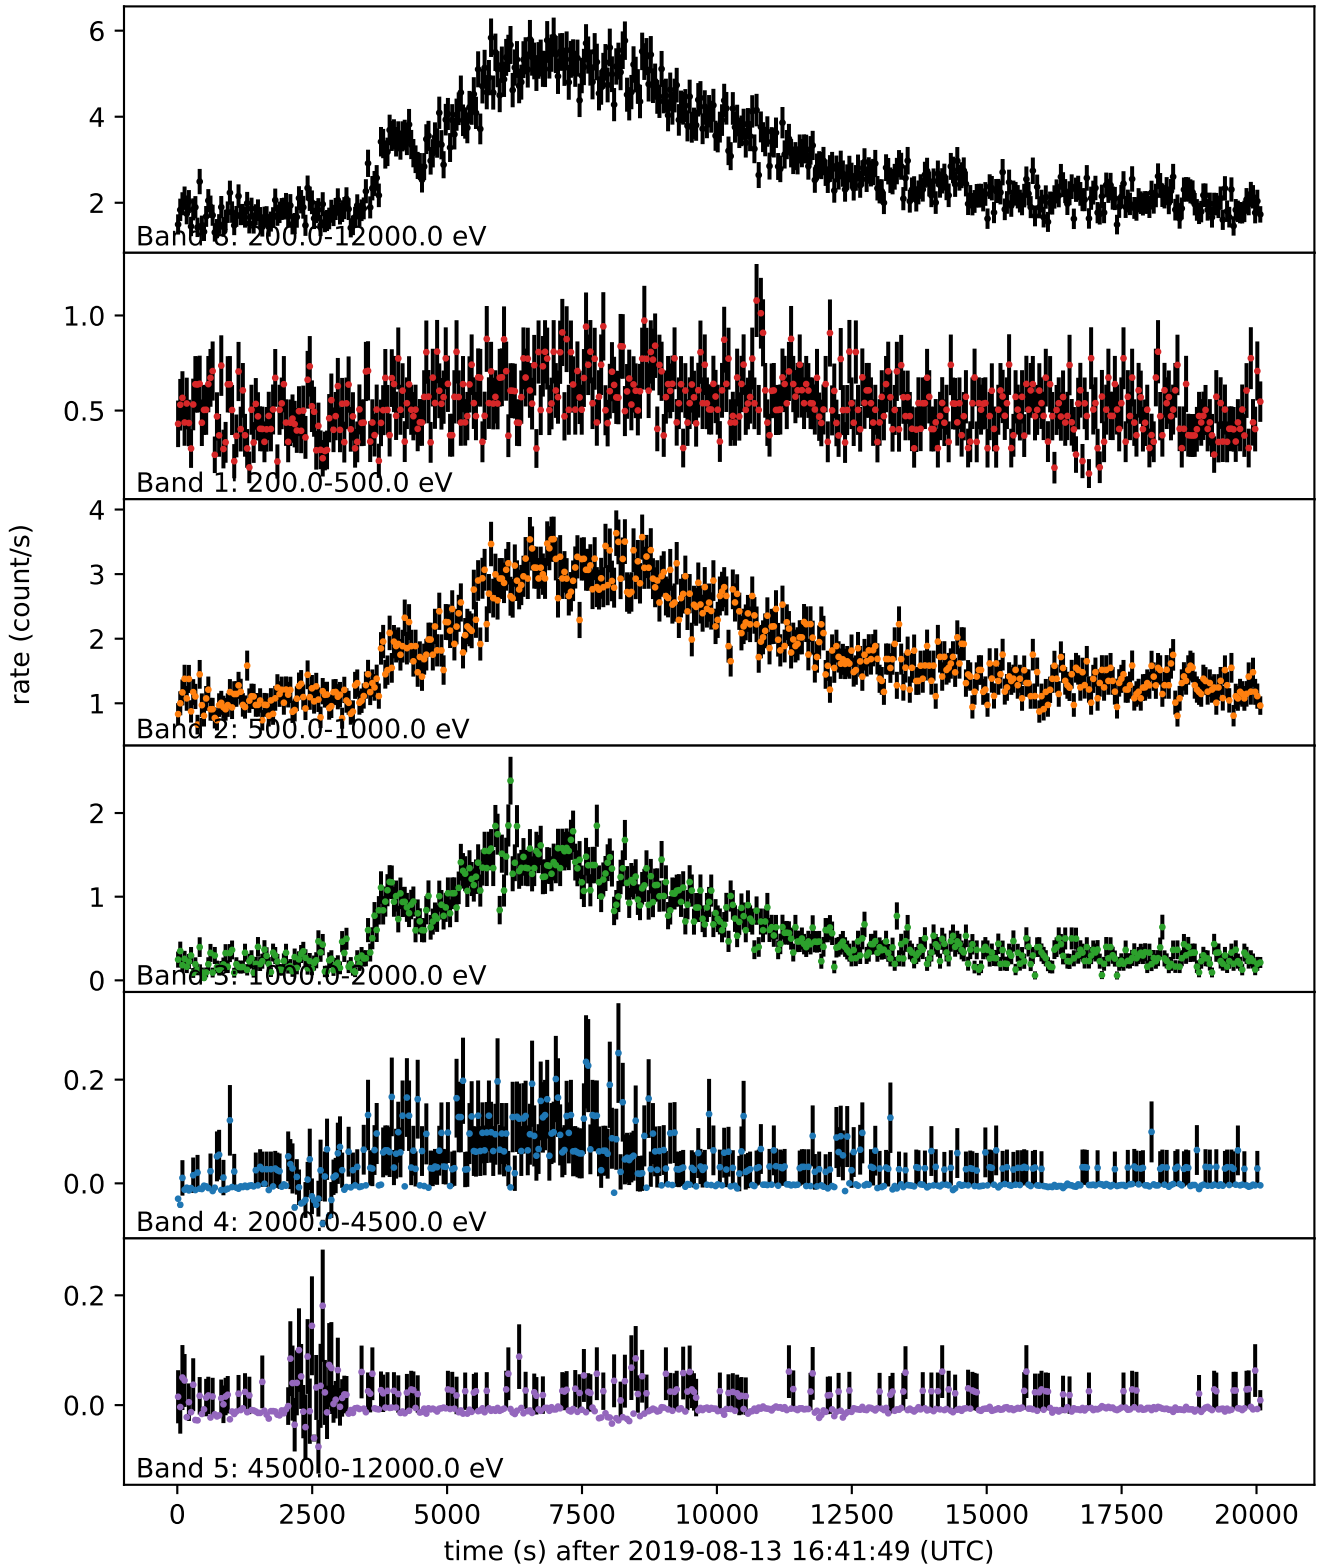 6
4
2
Band 8: 200.0-12000.0 eV
1.0
0.5
Band 1: 200.0-500.0 eV
rate (count/s)
4
3
2
1
Band 2: 500.0-1000.0 eV
2
1
0
Band 3: 1000.0-2000.0 eV
0.2
0.0
Band 4: 2000.0-4500.0 eV
0.2
0.0
Band 5: 4500.0-12000.0 eV
0 2500 5000 7500 10000 12500 15000 17500 20000
time (s) after 2019-08-13 16:41:49 (UTC)